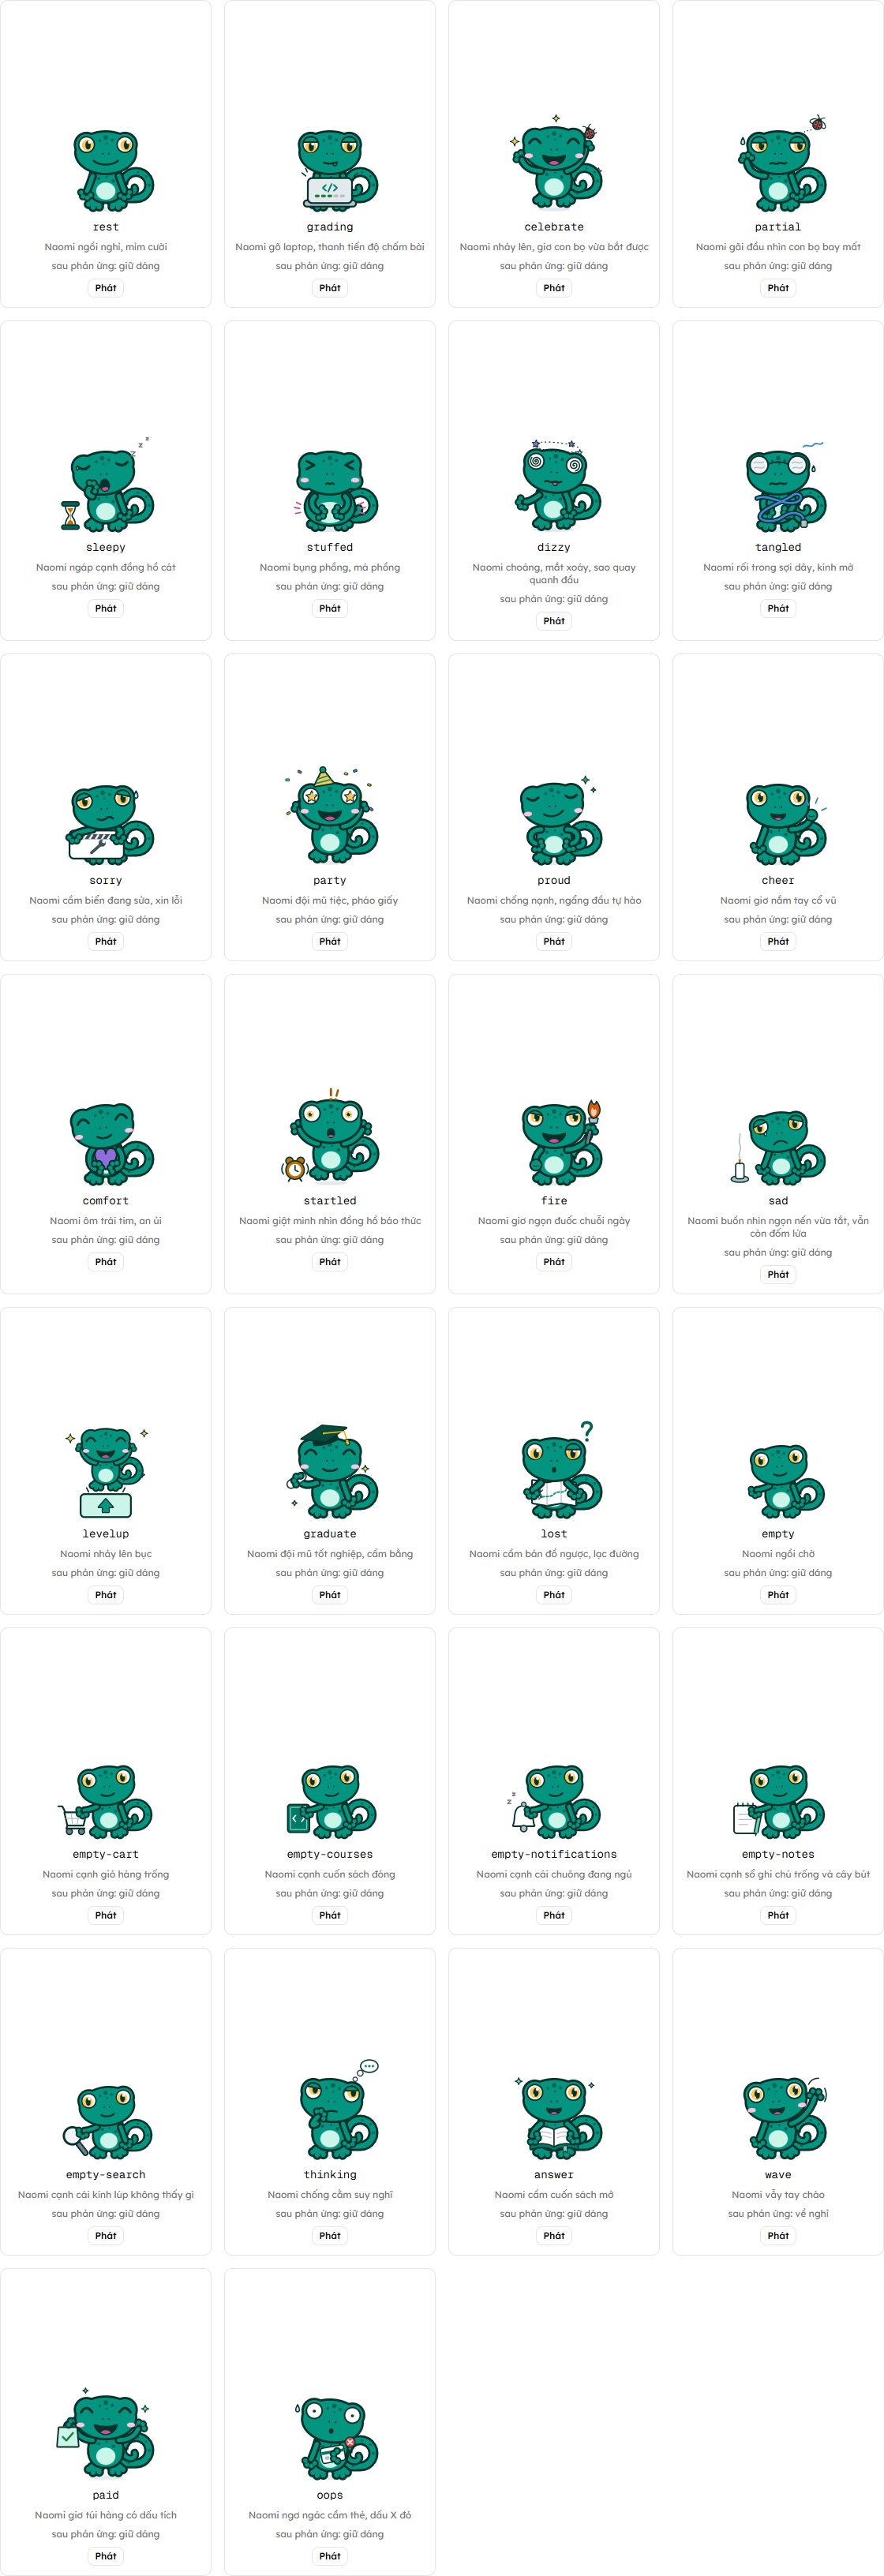 rest
Naomi ngồi nghỉ, mỉm cười
sau phản ứng: giữ dáng
Phát
grading
Naomi gõ laptop, thanh tiến độ chấm bài
sau phản ứng: giữ dáng
Phát
celebrate
Naomi nhảy lên, giơ con bọ vừa bắt được
sau phản ứng: giữ dáng
Phát
partial
Naomi gãi đầu nhìn con bọ bay mất
sau phản ứng: giữ dáng
Phát
z z z
sleepy
Naomi ngáp cạnh đồng hồ cát
sau phản ứng: giữ dáng
Phát
stuffed
Naomi bụng phồng, má phồng
sau phản ứng: giữ dáng
Phát
dizzy
Naomi choáng, mắt xoáy, sao quay
quanh đầu
sau phản ứng: giữ dáng
Phát
tangled
Naomi rối trong sợi dây, kính mờ
sau phản ứng: giữ dáng
Phát
sorry
Naomi cầm biển đang sửa, xin lỗi
sau phản ứng: giữ dáng
Phát
party
Naomi đội mũ tiệc, pháo giấy
sau phản ứng: giữ dáng
Phát
proud
Naomi chống nạnh, ngẩng đầu tự hào
sau phản ứng: giữ dáng
Phát
cheer
Naomi giơ nắm tay cổ vũ
sau phản ứng: giữ dáng
Phát
comfort
Naomi ôm trái tim, an ủi
sau phản ứng: giữ dáng
Phát
!!
startled
Naomi giật mình nhìn đồng hồ báo thức
sau phản ứng: giữ dáng
Phát
fire
Naomi giơ ngọn đuốc chuỗi ngày
sau phản ứng: giữ dáng
Phát
sad
Naomi buồn nhìn ngọn nến vừa tắt, vẫn
còn đốm lửa
sau phản ứng: giữ dáng
Phát
levelup
Naomi nhảy lên bục
sau phản ứng: giữ dáng
Phát
graduate
Naomi đội mũ tốt nghiệp, cầm bằng
sau phản ứng: giữ dáng
Phát
?
lost
Naomi cầm bản đồ ngược, lạc đường
sau phản ứng: giữ dáng
Phát
empty
Naomi ngồi chờ
sau phản ứng: giữ dáng
Phát
empty-cart
Naomi cạnh giỏ hàng trống
sau phản ứng: giữ dáng
Phát
empty-courses
Naomi cạnh cuốn sách đóng
sau phản ứng: giữ dáng
Phát
z z
empty-notifications
Naomi cạnh cái chuông đang ngủ
sau phản ứng: giữ dáng
Phát
empty-notes
Naomi cạnh sổ ghi chú trống và cây bút
sau phản ứng: giữ dáng
Phát
empty-search
Naomi cạnh cái kính lúp không thấy gì
sau phản ứng: giữ dáng
Phát
thinking
Naomi chống cằm suy nghĩ
sau phản ứng: giữ dáng
Phát
answer
Naomi cầm cuốn sách mở
sau phản ứng: giữ dáng
Phát
wave
Naomi vẫy tay chào
sau phản ứng: về nghỉ
Phát
paid
Naomi giơ túi hàng có dấu tích
sau phản ứng: giữ dáng
Phát
oops
Naomi ngơ ngác cầm thẻ, dấu X đỏ
sau phản ứng: giữ dáng
Phát